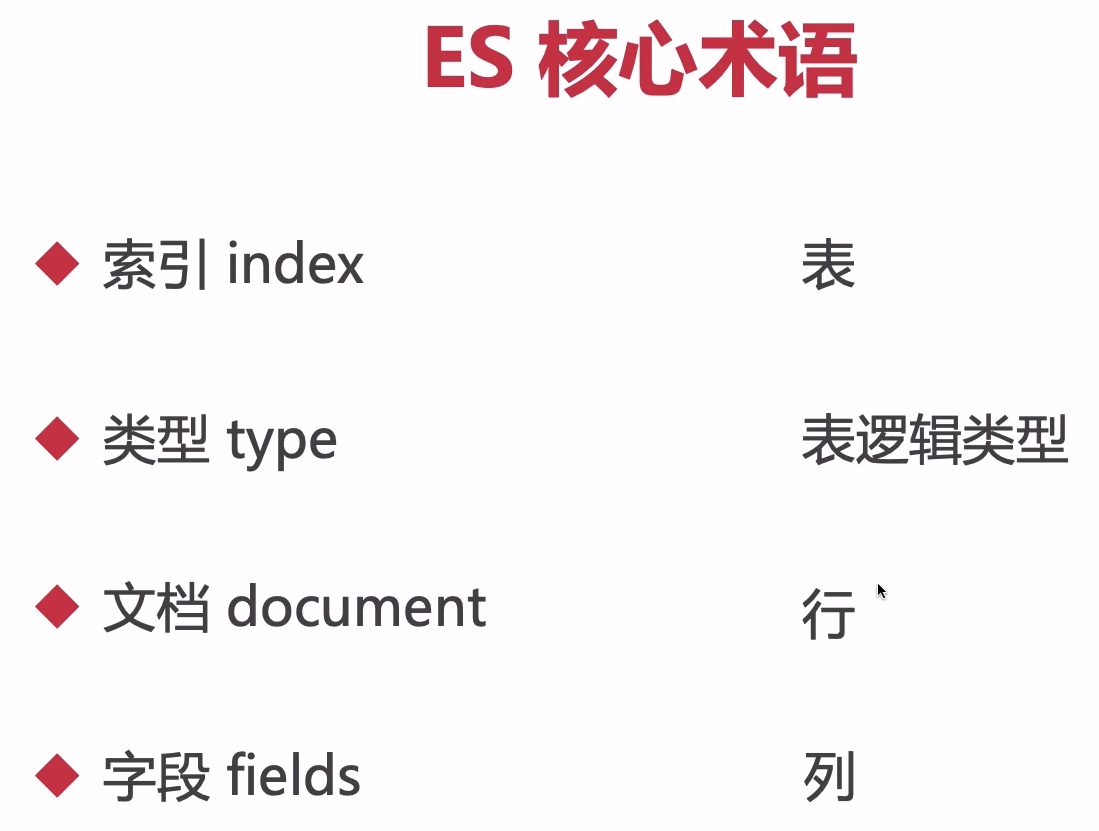 ES 核心术语
索引 index 表
类型 type 表逻辑类型
文档 document 行
字段 fields 列